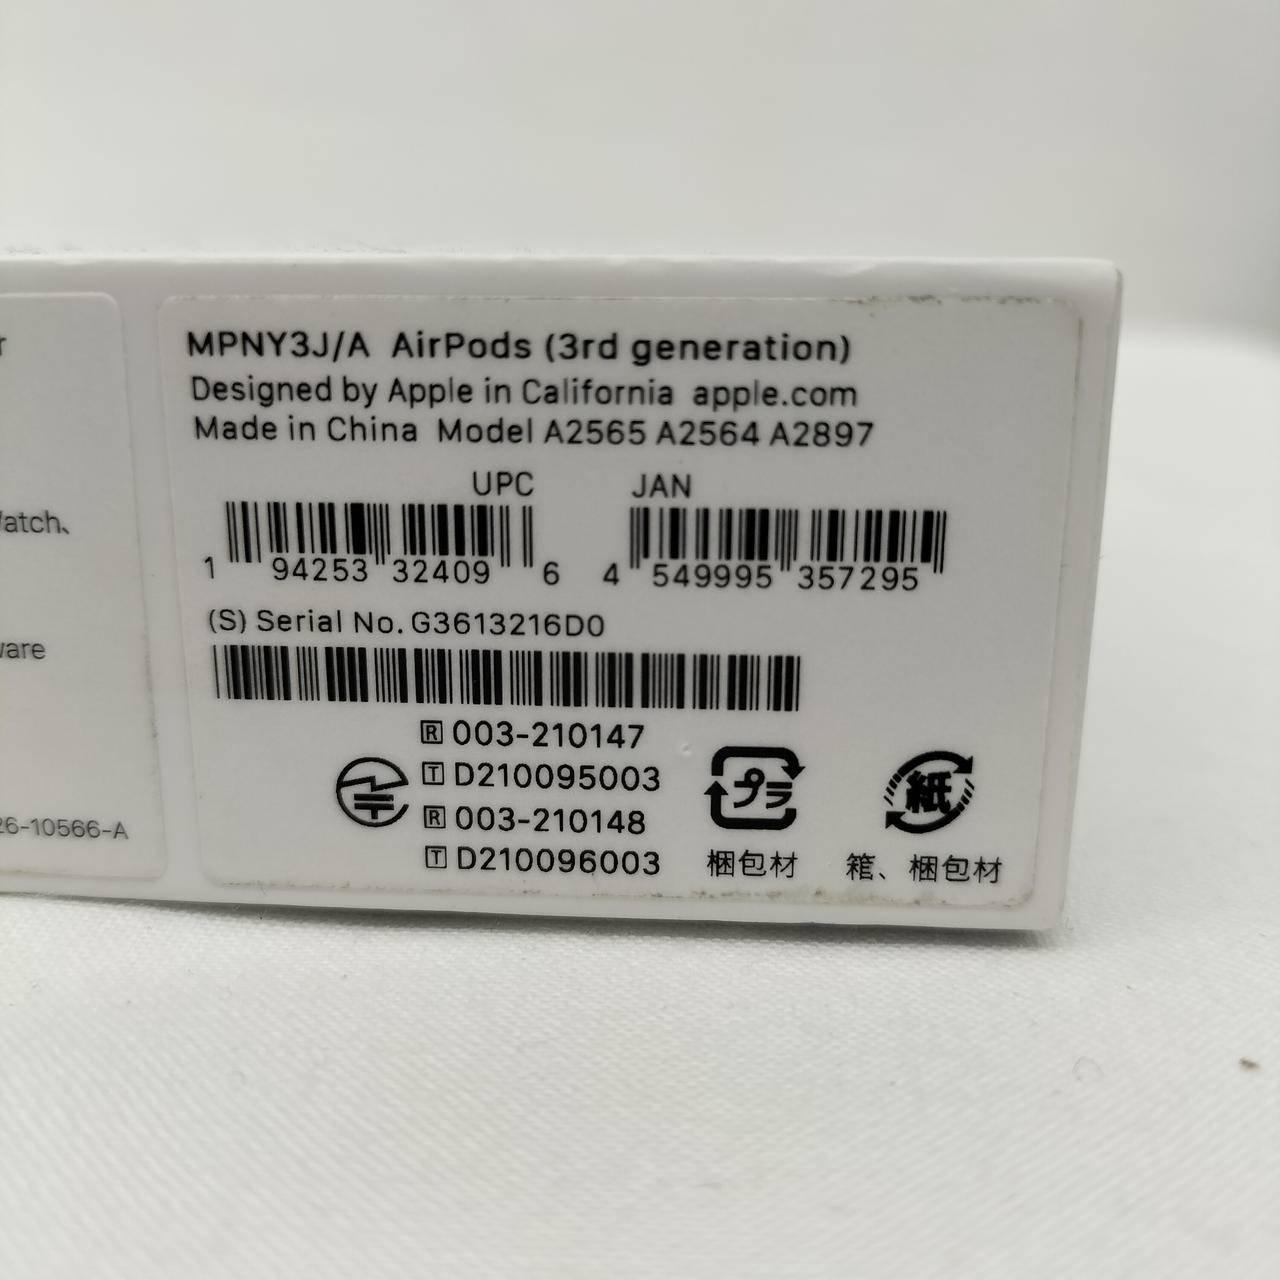 r
Watch、
ware
26-10566-A
MPNY3J/A AirPods (3rd generation)
Designed by Apple in California apple.com
Made in China Model A2565 A2564 A2897
UPC JAN
1 94253 32409 6 4 549995 357295
(S) Serial No. G3613216D0
R 003-210147
T D210095003
R 003-210148
T D210096003
プラ
梱包材
紙
箱、梱包材